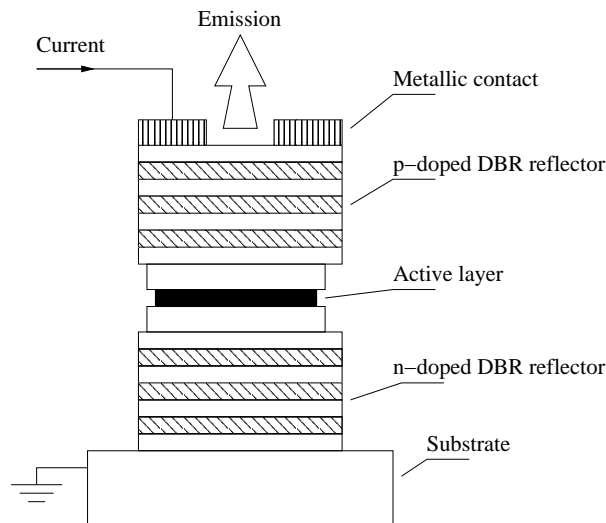 Emission
Current
Metallic contact
p−doped DBR reflector
Active layer
n−doped DBR reflector
Substrate